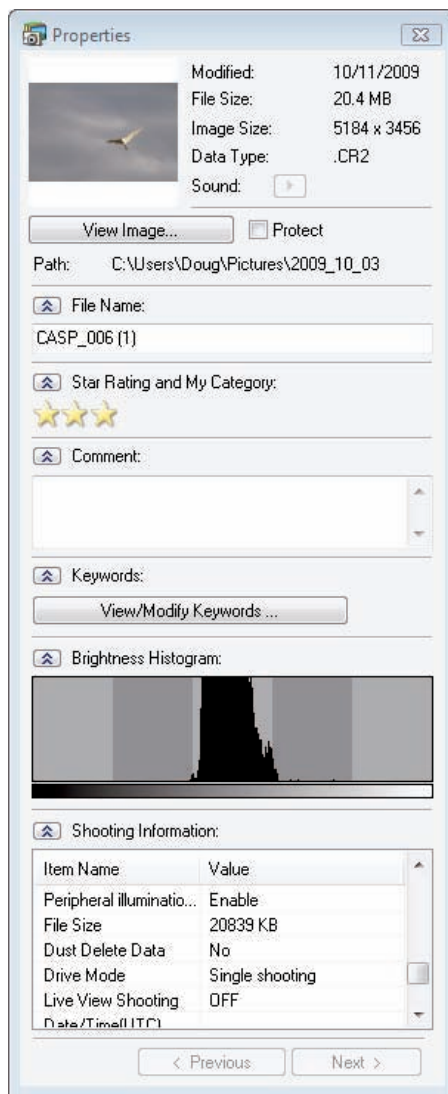 Properties
Modified: 10/11/2009
File Size: 20.4 MB
Image Size: 5184 x 3456
Data Type: .CR2
Sound:
View Image... Protect
Path: C:\Users\Doug\Pictures\2009_10_03
File Name:
CASP_006 (1)
Star Rating and My Category:
Comment:
Keywords:
View/Modify Keywords ...
Brightness Histogram:
Shooting Information:
Item Name Value
Peripheral illuminatio... Enable
File Size 20839 KB
Dust Delete Data No
Drive Mode Single shooting
Live View Shooting OFF
Date/Time(UTC)
< Previous Next >